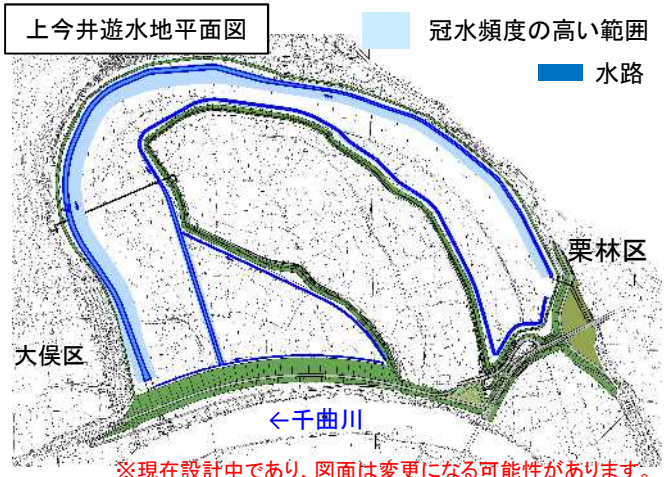 上今井遊水地平面図
冠水頻度の高い範囲
水路
栗林区
大俣区
←千曲川
※現在設計中であり、図面は変更になる可能性があります。